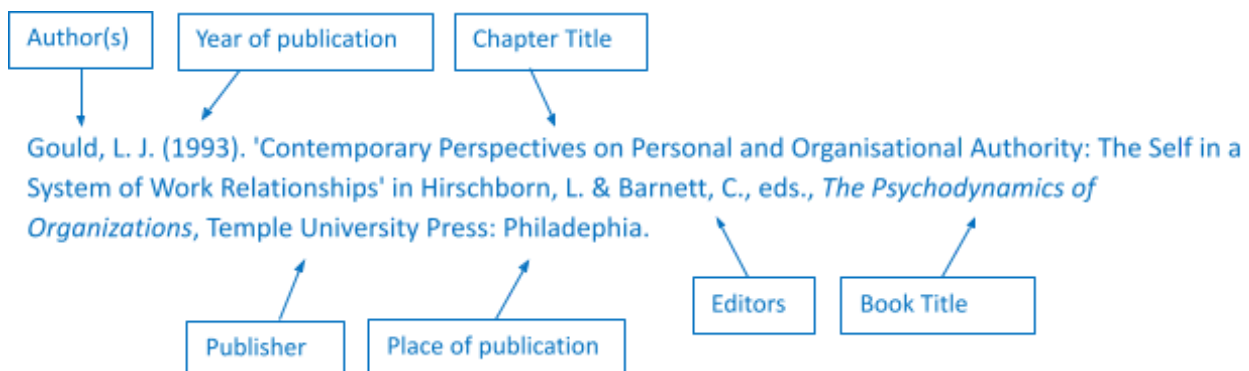 Author(s)
Year of publication
Chapter Title
Gould, L. J. (1993). 'Contemporary Perspectives on Personal and Organisational Authority: The Self in a
System of Work Relationships' in Hirschborn, L. & Barnett, C., eds., The Psychodynamics of
Organizations, Temple University Press: Philadephia.
Editors
Book Title
Publisher
Place of publication